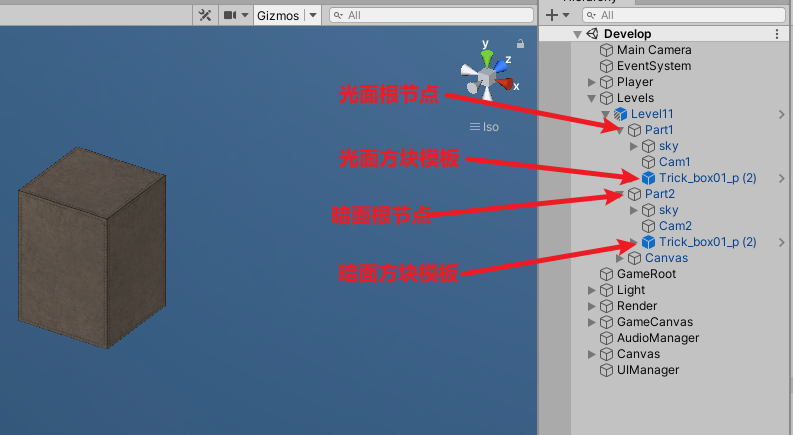 Hierarchy
Gizmos
All
All
Develop
Main Camera
EventSystem
Player
Levels
Level11
Part1
sky
Cam1
Trick_box01_p (2)
Part2
sky
Cam2
Trick_box01_p (2)
Canvas
GameRoot
Light
Render
GameCanvas
AudioManager
Canvas
UIManager
y
z
x
Iso
光面根节点
光面方块模板
暗面根节点
暗面方块模板